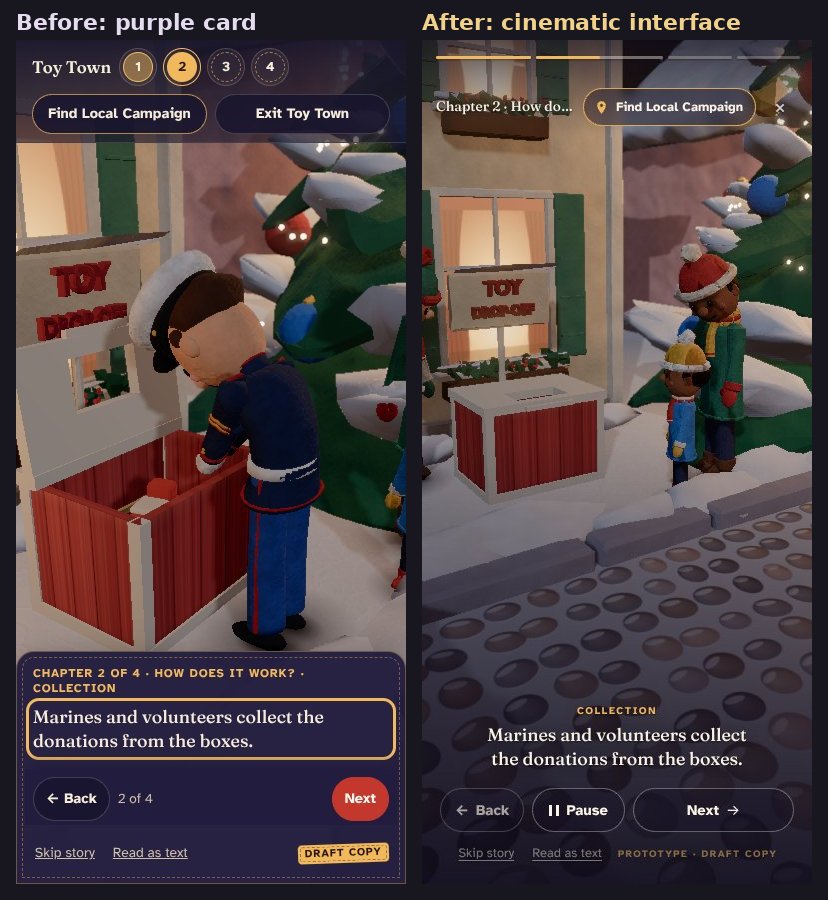 Before: purple card
Toy Town 1 2 3 4
Find Local Campaign Exit Toy Town
TOY
DROP-OFF
CHAPTER 2 OF 4 · HOW DOES IT WORK? ·
COLLECTION
Marines and volunteers collect the
donations from the boxes.
← Back 2 of 4 Next
Skip story Read as text DRAFT COPY
After: cinematic interface
Chapter 2 · How do... Find Local Campaign ×
TOY
DROP-OFF
COLLECTION
Marines and volunteers collect
the donations from the boxes.
← Back Pause Next →
Skip story Read as text PROTOTYPE · DRAFT COPY